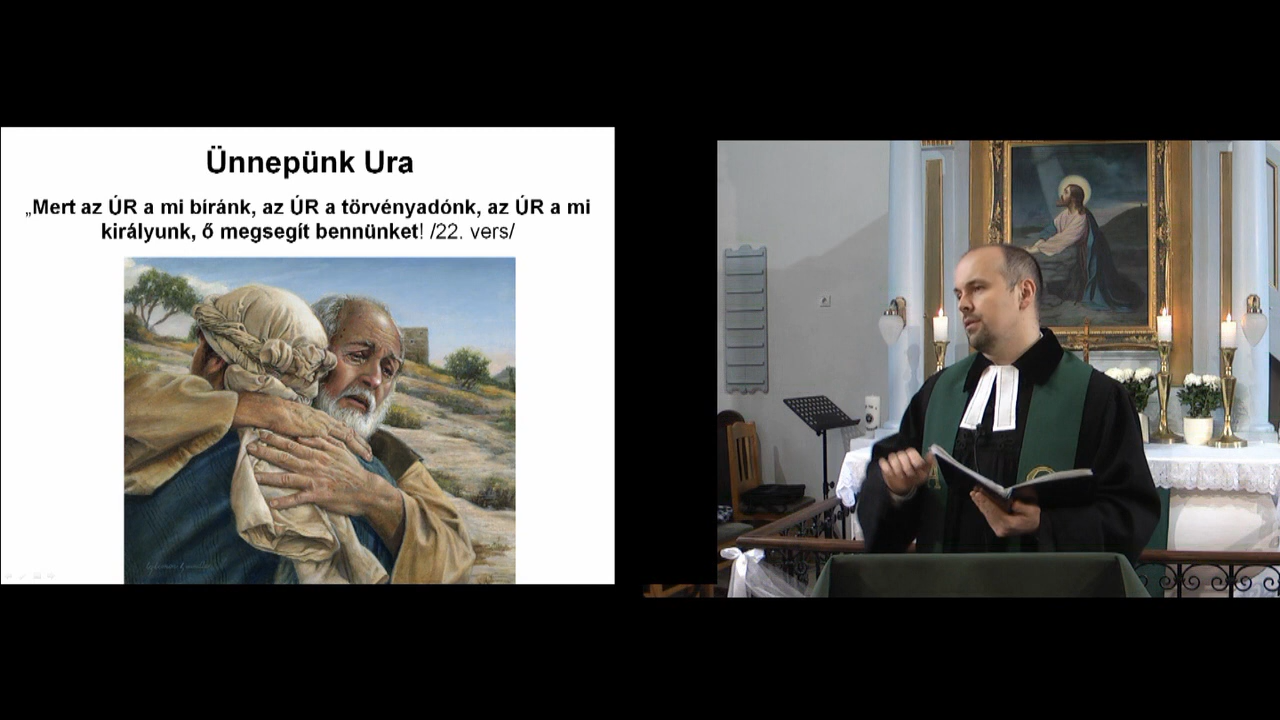 Ünnepünk Ura
„Mert az ÚR a mi bíránk, az ÚR a törvényadónk, az ÚR a mi
királyunk, ő megsegít bennünket! /22. vers/